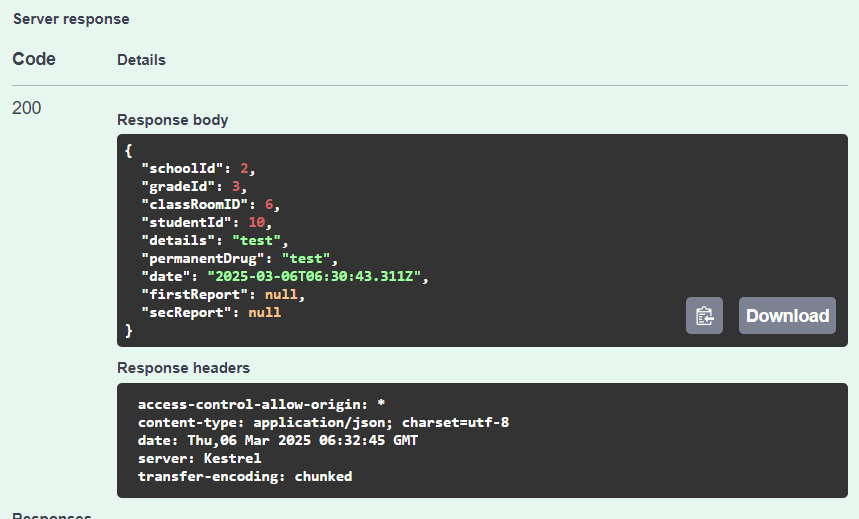 Server response
Code Details
200
Response body
{
  "schoolId": 2,
  "gradeId": 3,
  "classRoomID": 6,
  "studentId": 10,
  "details": "test",
  "permanentDrug": "test",
  "date": "2025-03-06T06:30:43.311Z",
  "firstReport": null,
  "secReport": null
}
Download
Response headers
access-control-allow-origin: *
content-type: application/json; charset=utf-8
date: Thu,06 Mar 2025 06:32:45 GMT
server: Kestrel
transfer-encoding: chunked
Responses